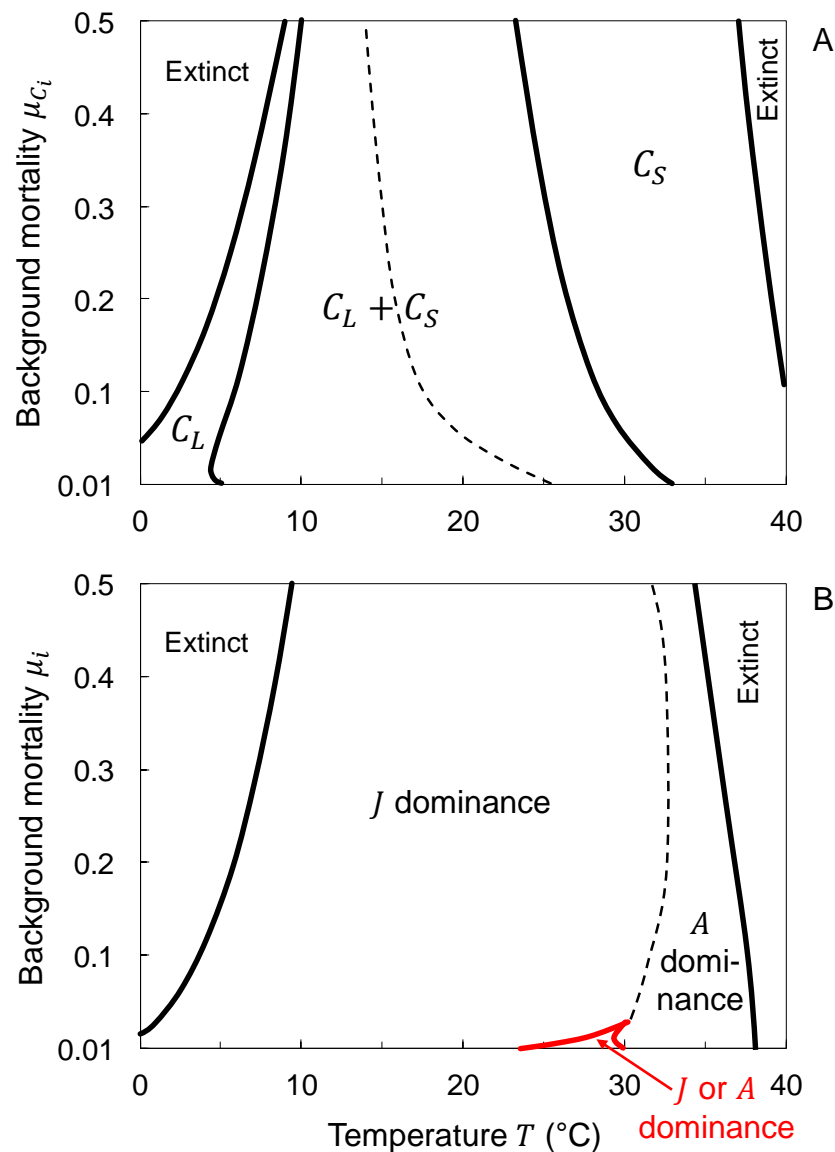 A
0.5
0.4
0.3
0.2
0.1
0.01
Background mortality μ_{C_i}
Extinct
C_L
C_L + C_S
C_S
Extinct
0 10 20 30 40
B
0.5
0.4
0.3
0.2
0.1
0.01
Background mortality μ_i
Extinct
J dominance
A
domi-
nance
Extinct
J or A
dominance
0 10 20 30 40
Temperature T (°C)